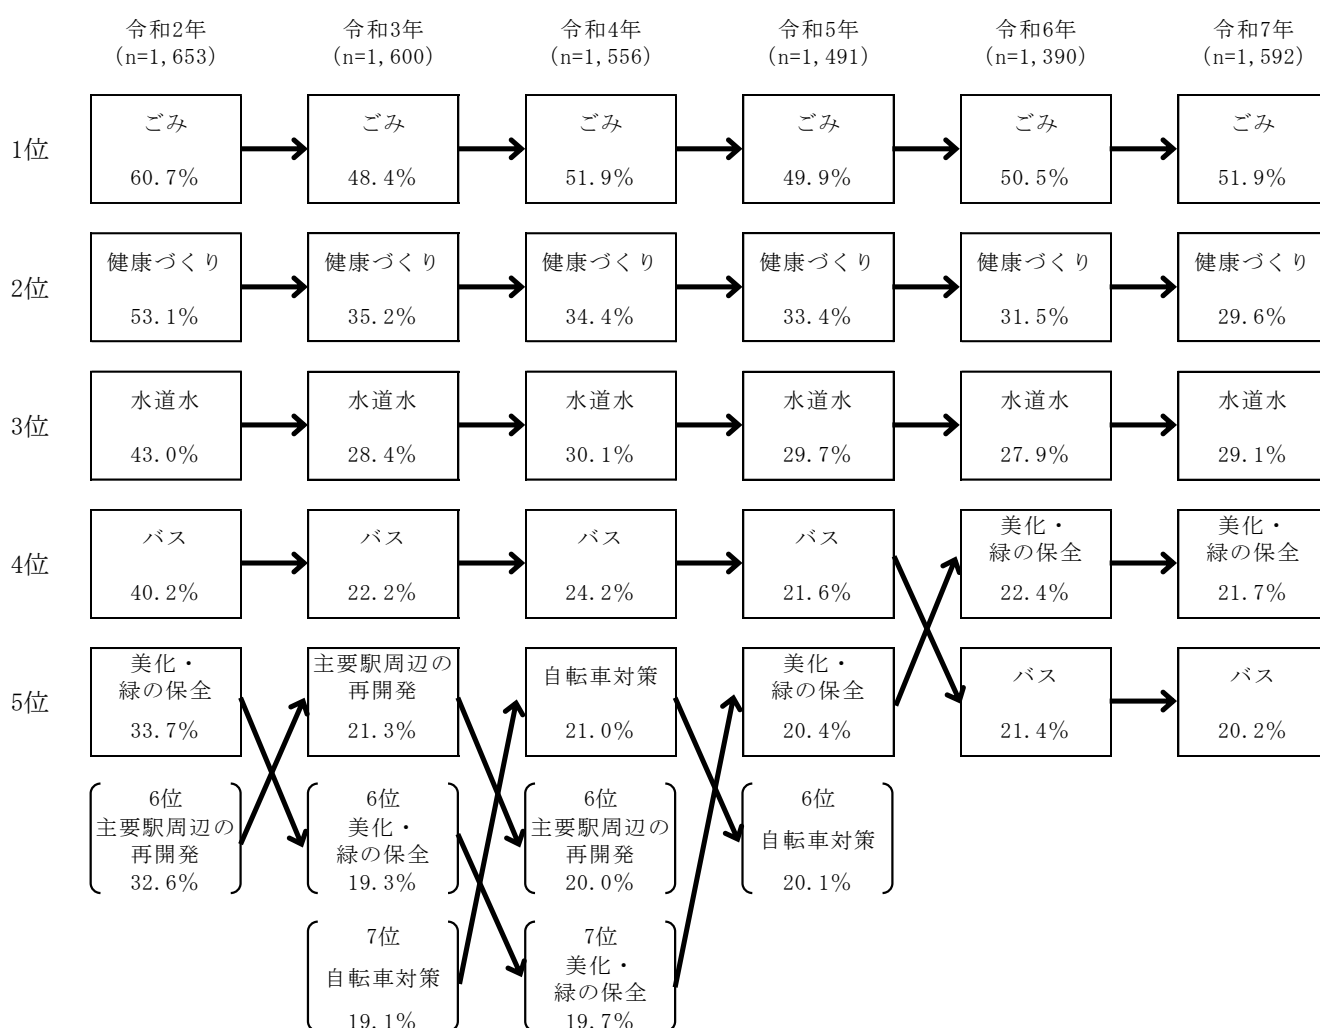 令和2年
(n=1,653)
令和3年
(n=1,600)
令和4年
(n=1,556)
令和5年
(n=1,491)
令和6年
(n=1,390)
令和7年
(n=1,592)
1位
ごみ
60.7%
ごみ
48.4%
ごみ
51.9%
ごみ
49.9%
ごみ
50.5%
ごみ
51.9%
2位
健康づくり
53.1%
健康づくり
35.2%
健康づくり
34.4%
健康づくり
33.4%
健康づくり
31.5%
健康づくり
29.6%
3位
水道水
43.0%
水道水
28.4%
水道水
30.1%
水道水
29.7%
水道水
27.9%
水道水
29.1%
4位
バス
40.2%
バス
22.2%
バス
24.2%
バス
21.6%
美化・
緑の保全
22.4%
美化・
緑の保全
21.7%
5位
美化・
緑の保全
33.7%
主要駅周辺の
再開発
21.3%
自転車対策
21.0%
美化・
緑の保全
20.4%
バス
21.4%
バス
20.2%
6位
主要駅周辺の
再開発
32.6%
6位
美化・
緑の保全
19.3%
6位
主要駅周辺の
再開発
20.0%
6位
自転車対策
20.1%
7位
自転車対策
19.1%
7位
美化・
緑の保全
19.7%